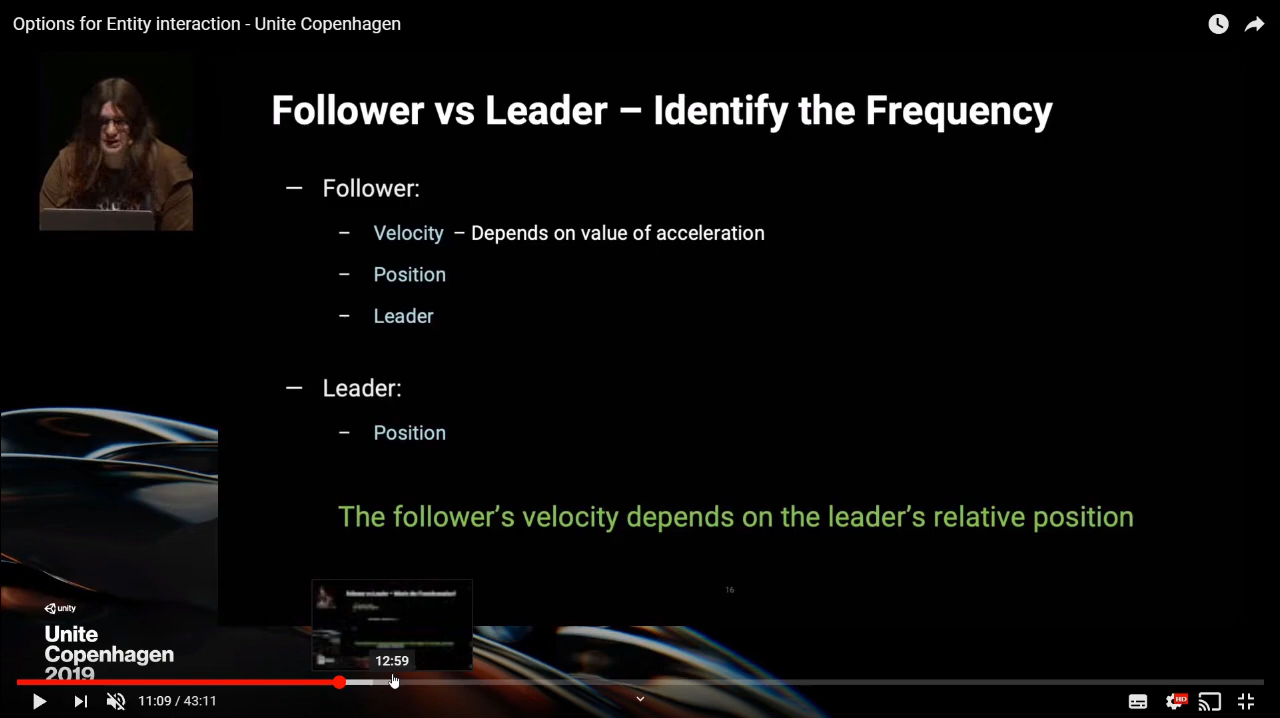 Options for Entity interaction - Unite Copenhagen
Follower vs Leader – Identify the Frequency
– Follower:
– Velocity – Depends on value of acceleration
– Position
– Leader
– Leader:
– Position
The follower's velocity depends on the leader's relative position
16
unity
Unite
Copenhagen
2019
12:59
11:09 / 43:11
HD